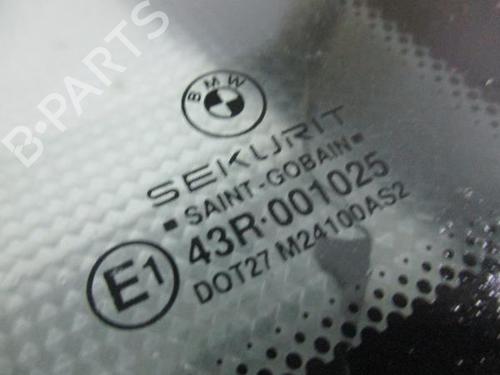 B-PARTS
BMW
SEKURIT
SAINT-GOBAIN
43R-001025
E1
DOT27 M24100AS2